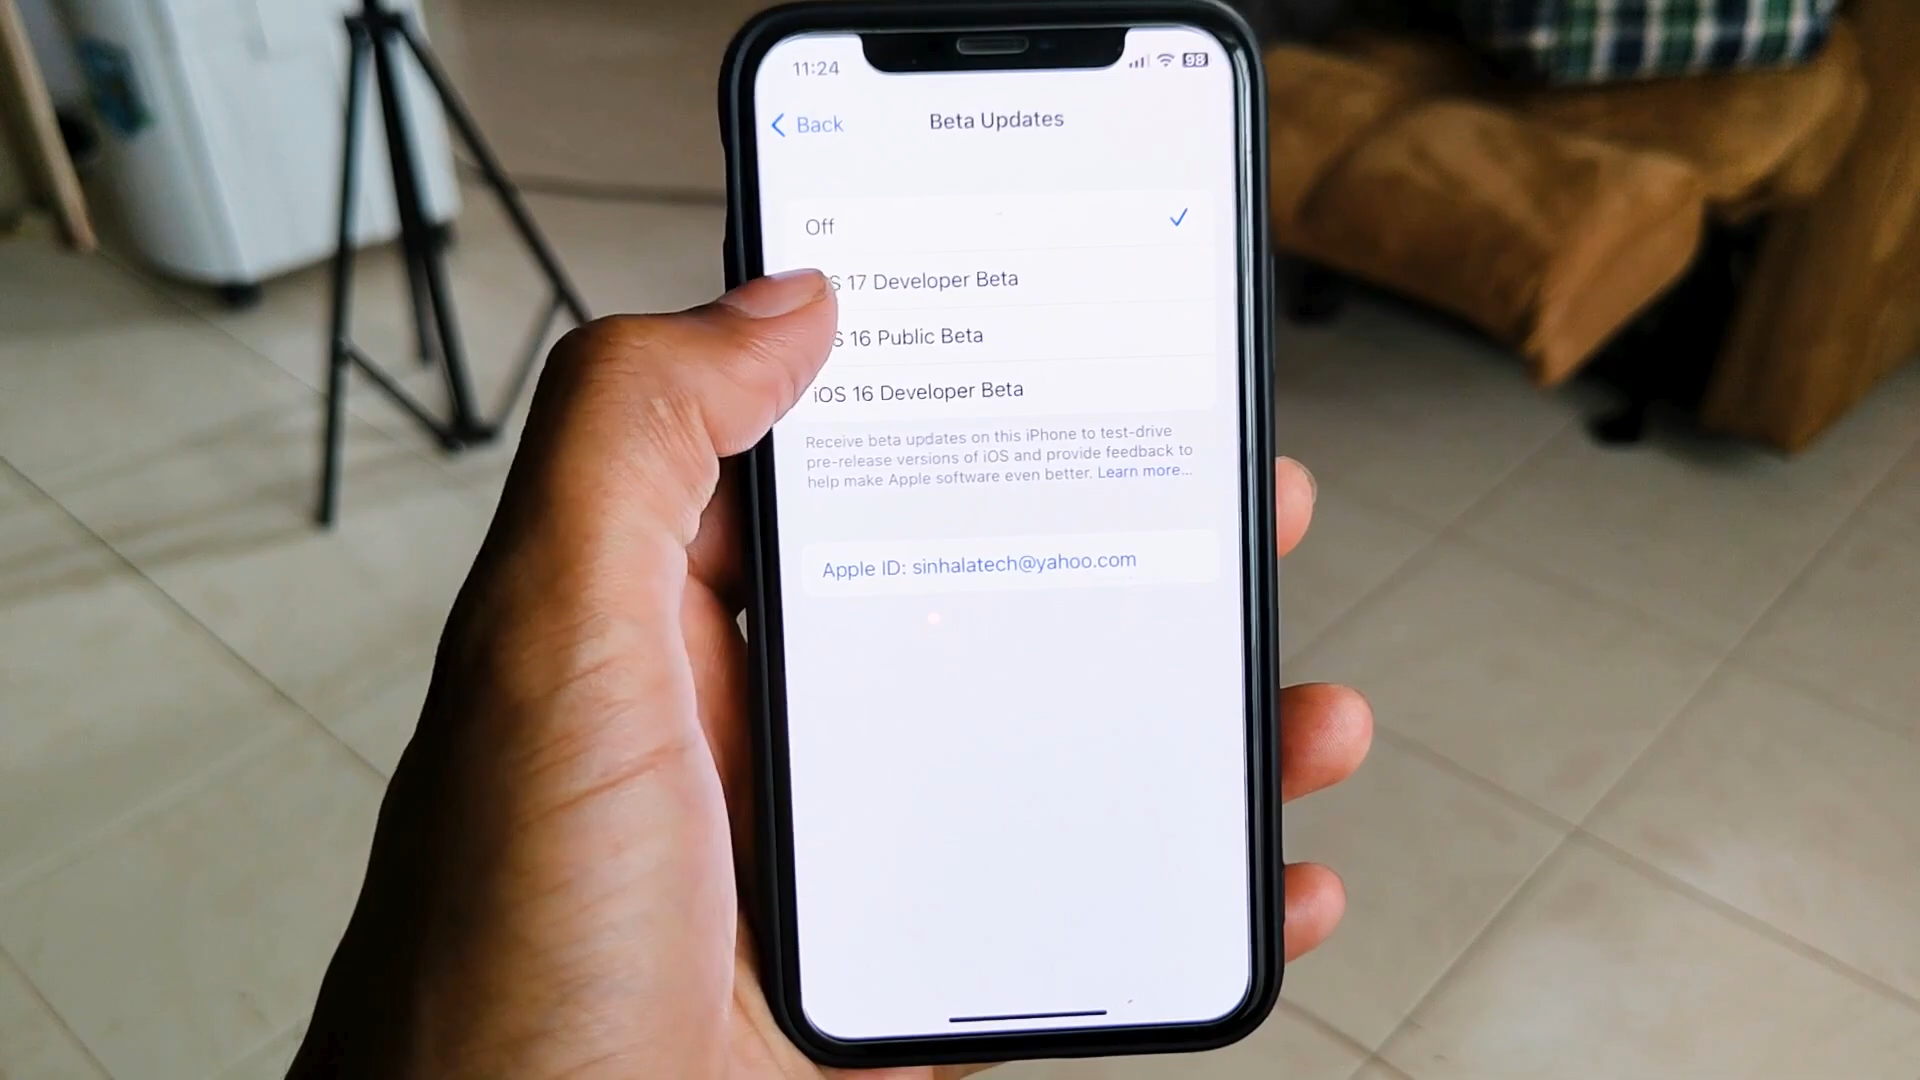 11:24
98
Back
Beta Updates
Off
S 17 Developer Beta
S 16 Public Beta
iOS 16 Developer Beta
Receive beta updates on this iPhone to test-drive
pre-release versions of iOS and provide feedback to
help make Apple software even better. Learn more...
Apple ID: sinhalatech@yahoo.com